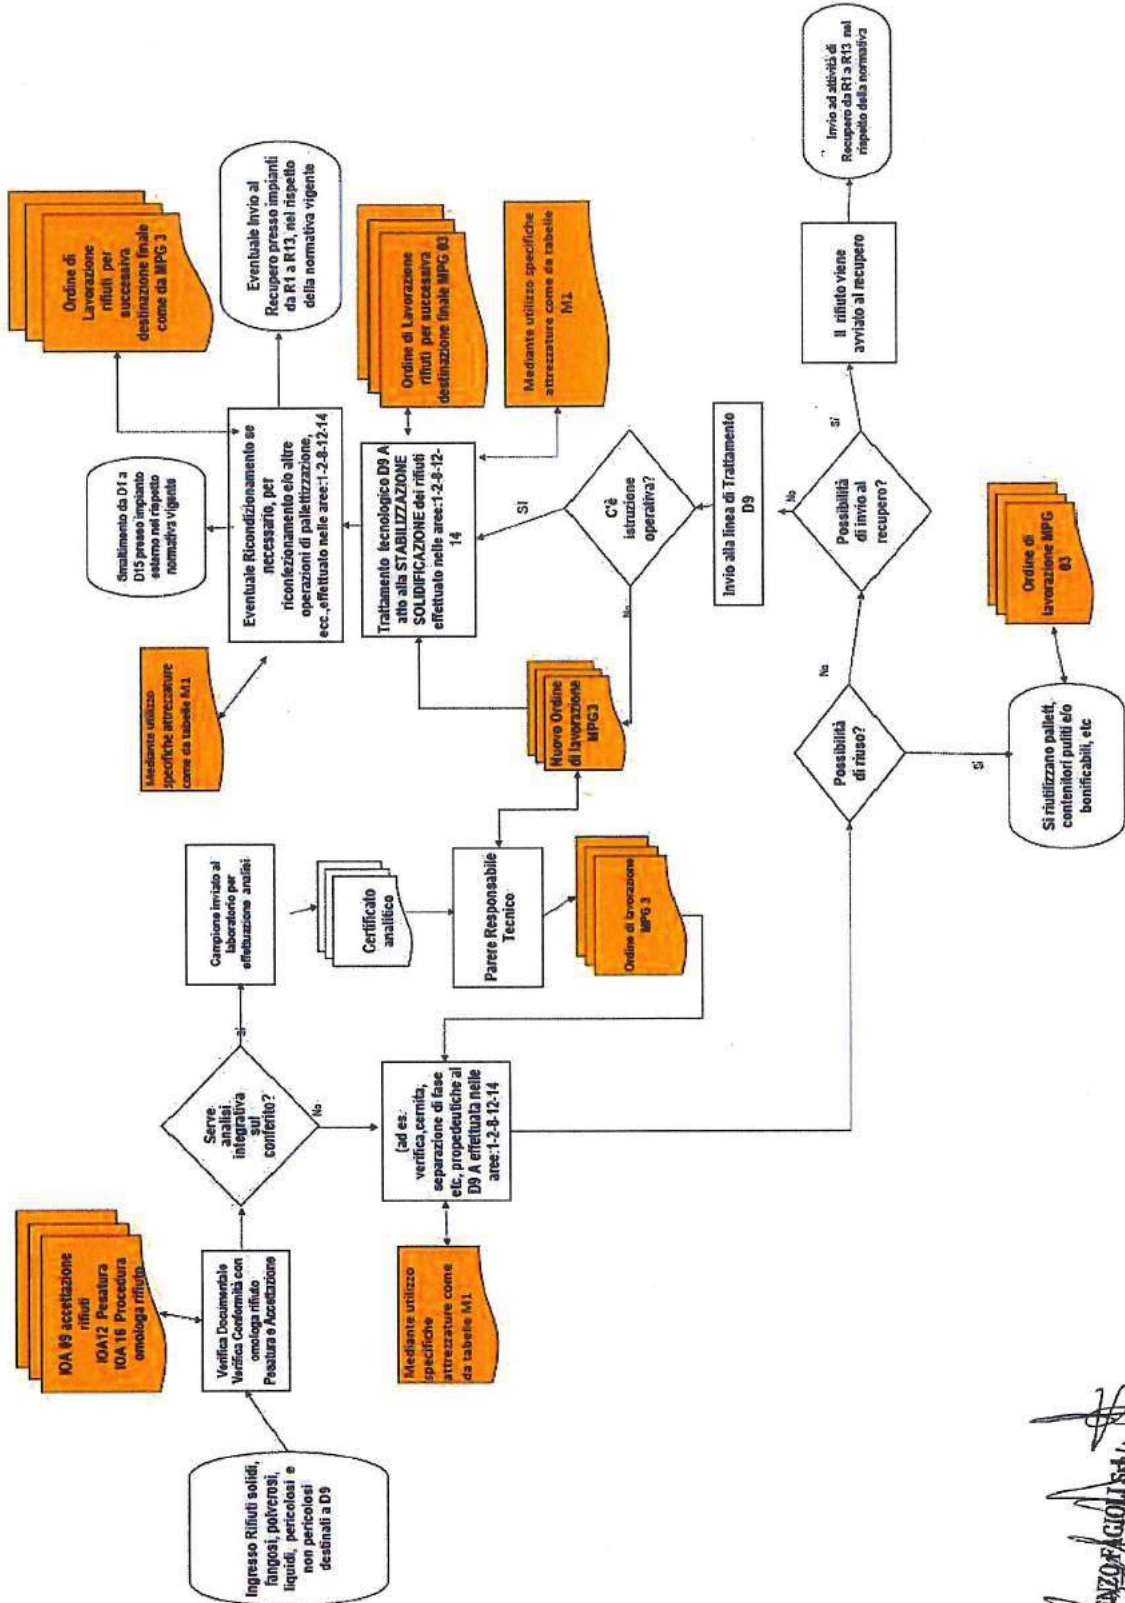 Ingresso Rifiuti solidi,
fangosi, polverosi,
liquidi, pericolosi e
non pericolosi
destinati a D9
IOA 09 accettazione
rifiuti
IOA12 Pesatura
IOA 16 Procedura
omologa rifiuto
Verifica Documentale
Verifica Conformità con
omologa rifiuto
Pesatura e Accettazione
Serve
analisi
integrativa
sul
conferito?
si
No
Campione inviato al
laboratorio per
effettuazione analisi
Certificato
analitico
Parere Responsabile
Tecnico
Ordine di lavorazione
MPG 3
Mediante utilizzo
specifiche
attrezzature come
da tabelle M1
(ad es.
verifica,cernita,
separazione di fase
etc, propedeutiche al
D9 A effettuata nelle
aree:1-2-8-12-14
Nuovo Ordine
di lavorazione
MPG3
Mediante utilizzo
specifiche attrezzature
come da tabelle M1
Smaltimento da D1 a
D15 presso impianto
esterno nel rispetto
normativa vigente
Ordine di
Lavorazione
rifiuti per
successiva
destinazione finale
come da MPG 3
Eventuale Ricondizionamento se
necessario, per
riconfezionamento e/o altre
operazioni di pallettizzazione,
ecc.,effettuato nelle aree:1-2-8-12-14
Eventuale Invio al
Recupero presso impianti
da R1 a R13, nel rispetto
della normativa vigente
Trattamento tecnologico D9 A
atto alla STABILIZZAZIONE
SOLIDIFICAZIONE dei rifiuti
effettuato nelle aree:1-2-8-12-
14
Ordine di Lavorazione
rifiuti per successiva
destinazione finale MPG 03
Mediante utilizzo specifiche
attrezzature come da tabelle
M1
SI
No
C'è
istruzione
operativa?
Invio alla linea di Trattamento
D9
Possibilità
di riuso?
No
Si
Si riutilizzano pallett,
contenitori puliti e/o
bonificabili, etc
Ordine di
lavorazione MPG
03
Possibilità
di invio al
recupero?
No
Si
Il rifiuto viene
avviato al recupero
Invio ad attività di
Recupero da R1 a R13 nel
rispetto della normativa
FAGIOLI S.r.l.